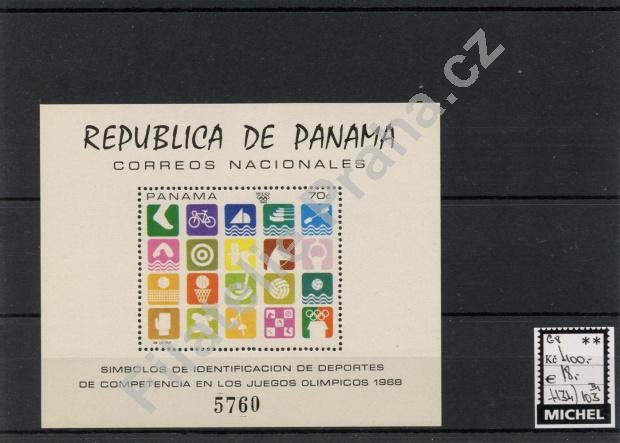 REPUBLICA DE PANAMA
CORREOS NACIONALES
PANAMA 70c
SIMBOLOS DE IDENTIFICACION DE DEPORTES
DE COMPETENCIA EN LOS JUEGOS OLIMPICOS 1968
5760
Filatelie-Praha.cz
**
Kč 400.-
€ 18.-
103
MICHEL